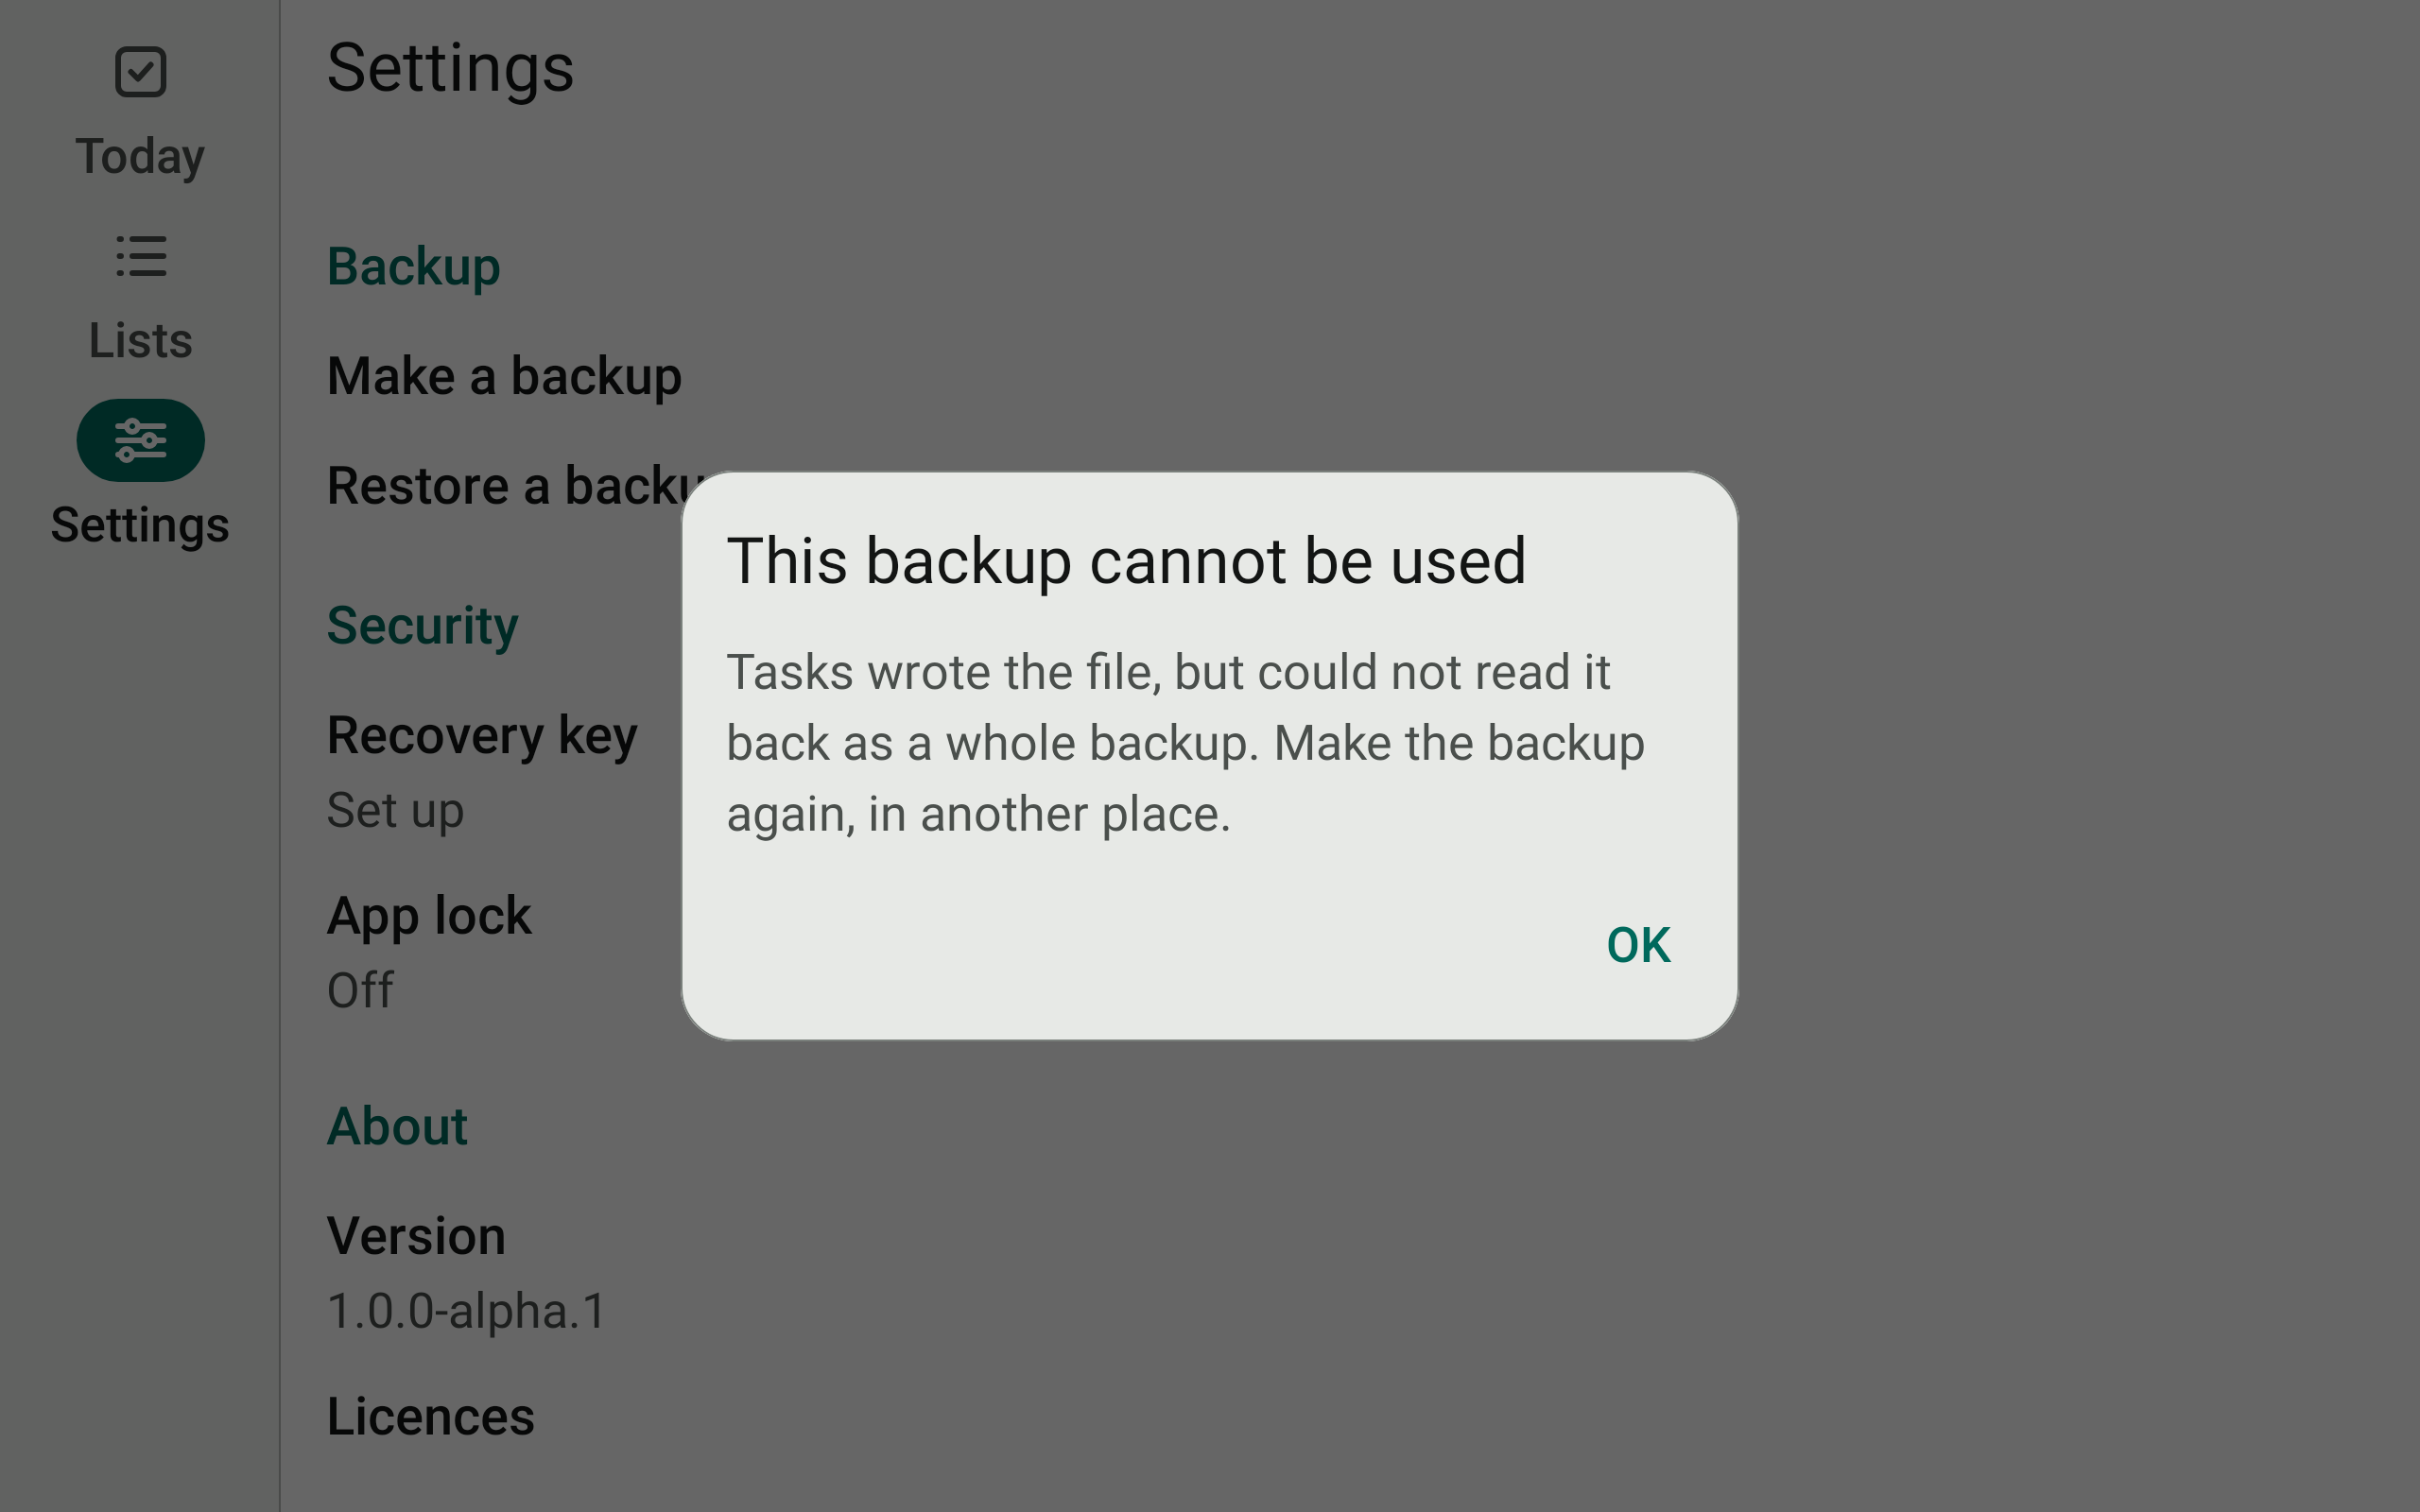 Today
Lists
Settings
Settings
Backup
Make a backup
Restore a backu
Security
Recovery key
Set up
App lock
Off
About
Version
1.0.0-alpha.1
Licences
This backup cannot be used
Tasks wrote the file, but could not read it
back as a whole backup. Make the backup
again, in another place.
OK